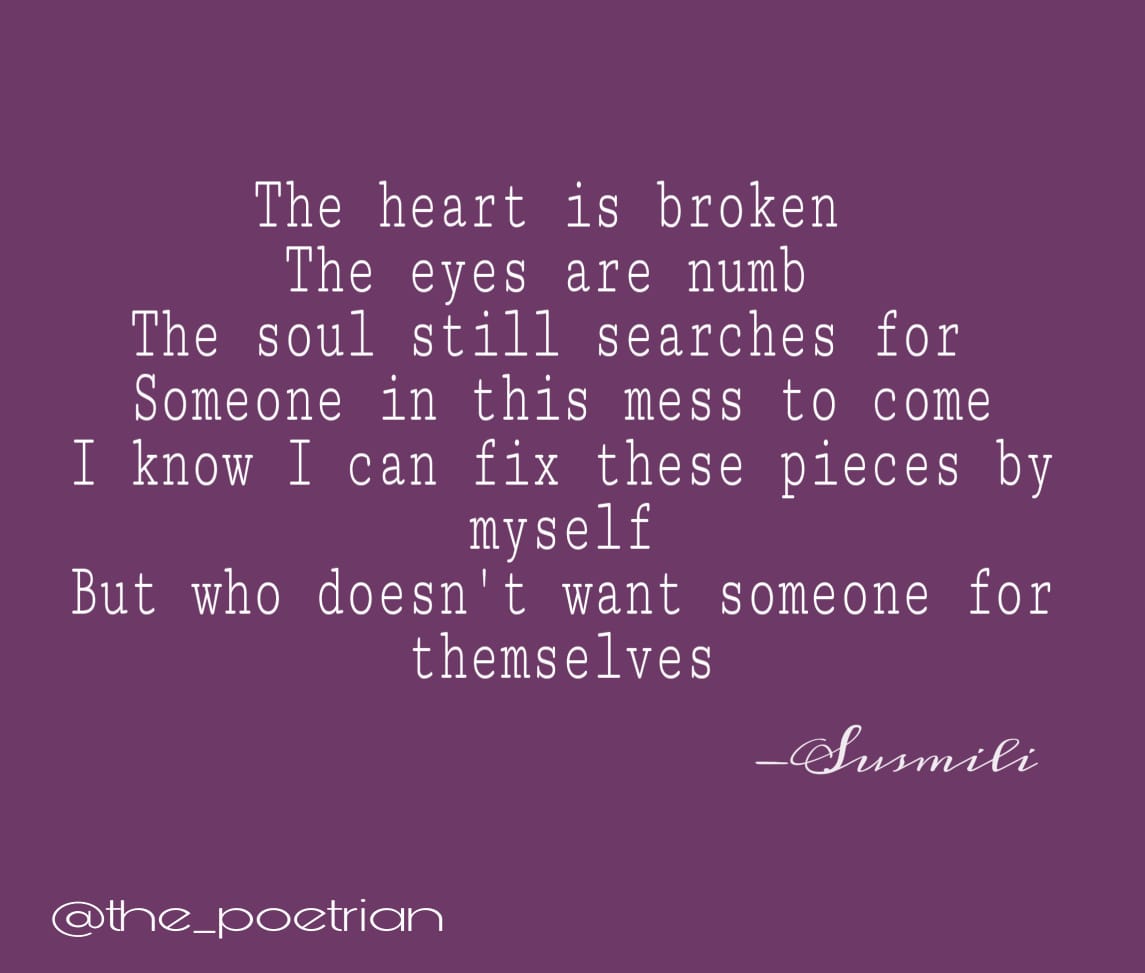 The heart is broken
The eyes are numb
The soul still searches for
Someone in this mess to come
I know I can fix these pieces by
myself
But who doesn't want someone for
themselves
—Susmili
@the_poetrian